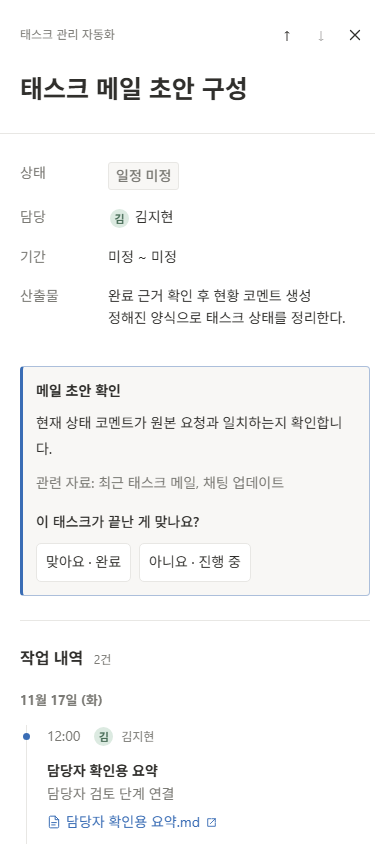 태스크 관리 자동화 ↑ ↓ ×
태스크 메일 초안 구성
상태 일정 미정
담당 김 김지현
기간 미정 ~ 미정
산출물 완료 근거 확인 후 현황 코멘트 생성
정해진 양식으로 태스크 상태를 정리한다.
메일 초안 확인
현재 상태 코멘트가 원본 요청과 일치하는지 확인합니
다.
관련 자료: 최근 태스크 메일, 채팅 업데이트
이 태스크가 끝난 게 맞나요?
맞아요 · 완료 아니요 · 진행 중
작업 내역 2건
11월 17일 (화)
12:00 김 김지현
담당자 확인용 요약
담당자 검토 단계 연결
담당자 확인용 요약.md